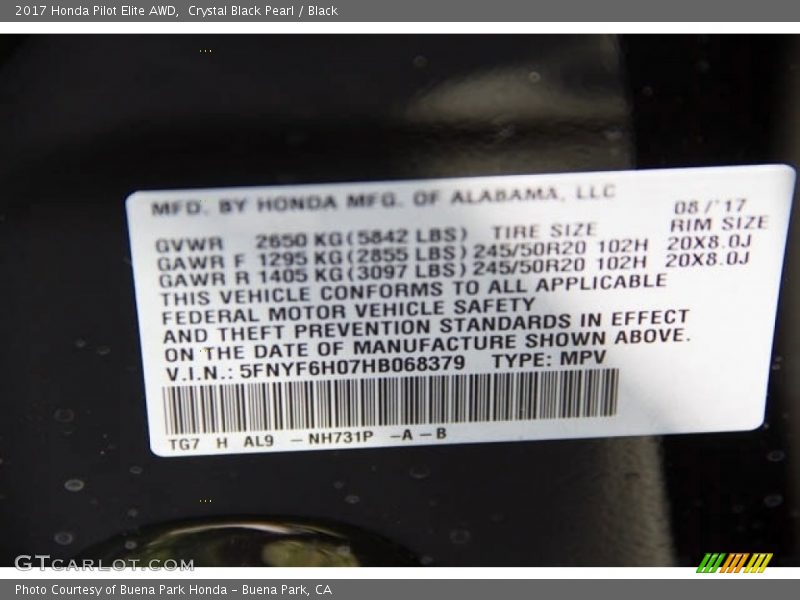 2017 Honda Pilot Elite AWD,  Crystal Black Pearl / Black
MFD. BY HONDA MFG. OF ALABAMA, LLC 08/'17
GVWR 2650 KG(5842 LBS) TIRE SIZE RIM SIZE
GAWR F 1295 KG(2855 LBS)245/50R20 102H 20X8.0J
GAWR R 1405 KG(3097 LBS)245/50R20 102H 20X8.0J
THIS VEHICLE CONFORMS TO ALL APPLICABLE
FEDERAL MOTOR VEHICLE SAFETY
AND THEFT PREVENTION STANDARDS IN EFFECT
ON THE DATE OF MANUFACTURE SHOWN ABOVE.
V.I.N.: 5FNYF6H07HB068379 TYPE: MPV
TG7 H AL9 -NH731P -A-B
GTCARLOT.COM
Photo Courtesy of Buena Park Honda - Buena Park, CA